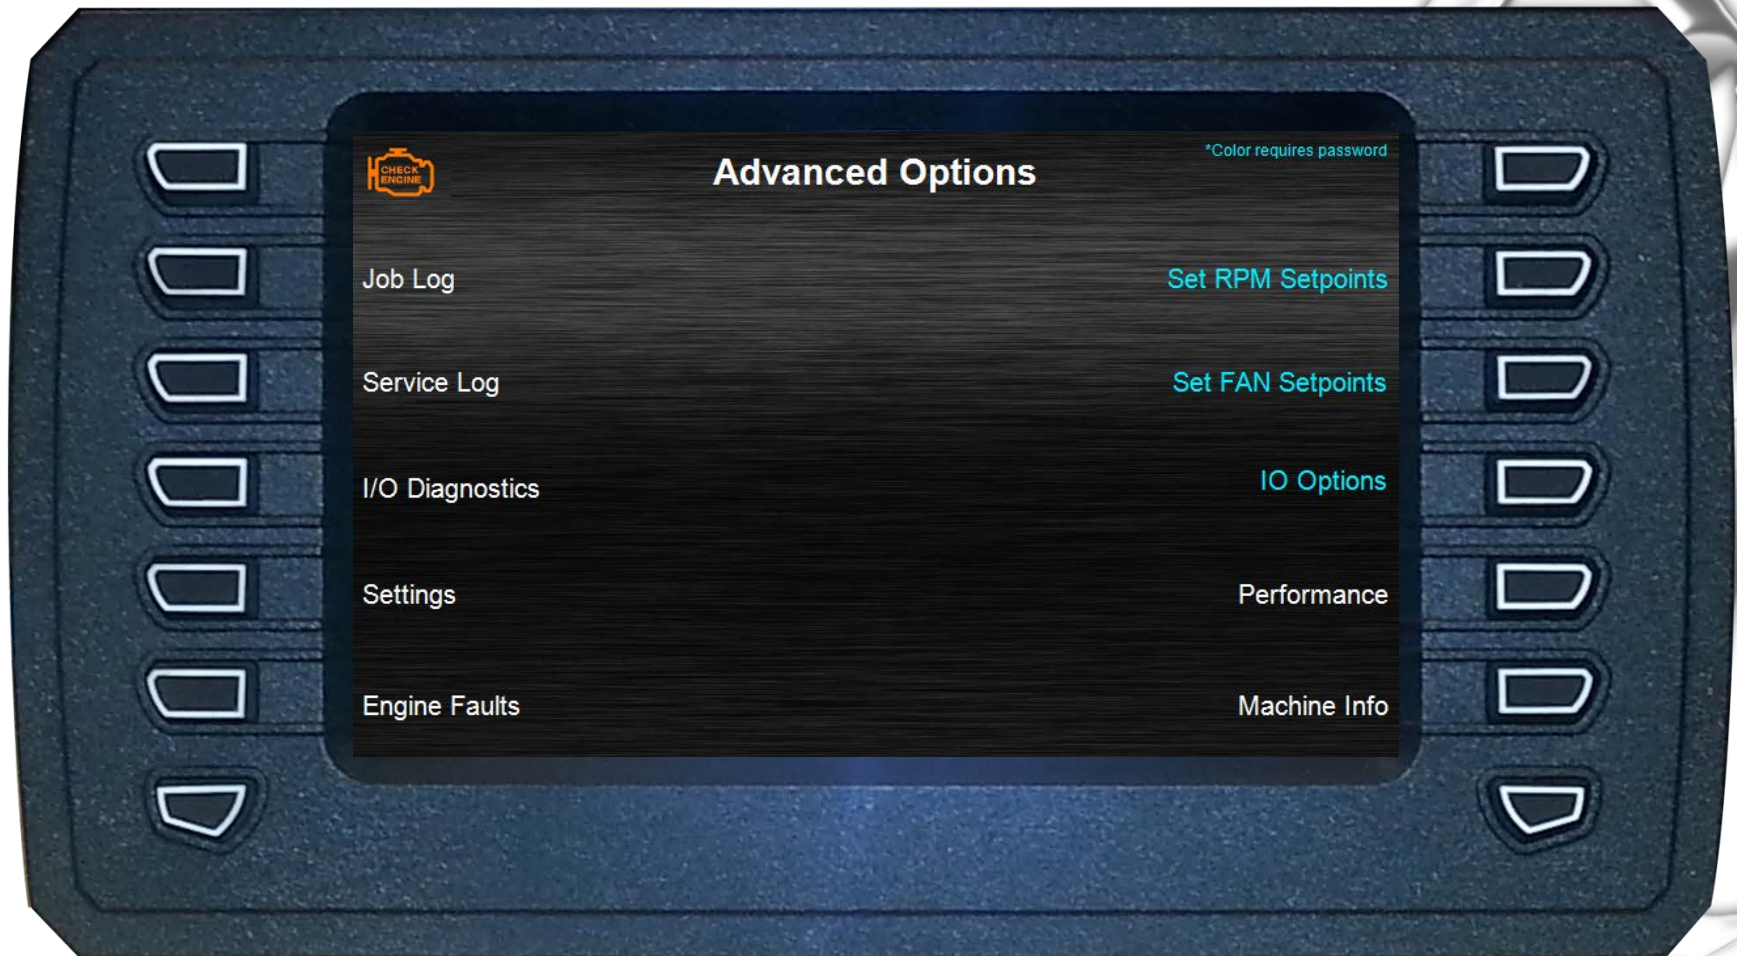 CHECK
ENGINE
Advanced Options
*Color requires password
Job Log
Set RPM Setpoints
Service Log
Set FAN Setpoints
I/O Diagnostics
IO Options
Settings
Performance
Engine Faults
Machine Info